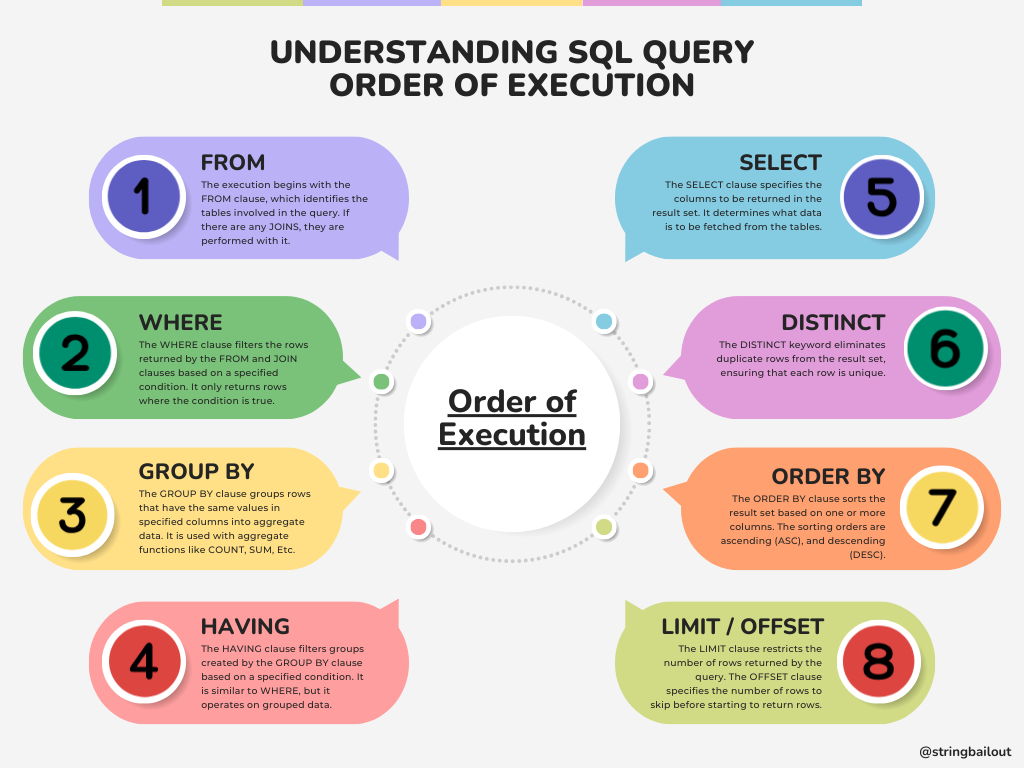 UNDERSTANDING SQL QUERY
ORDER OF EXECUTION
1
FROM
The execution begins with the
FROM clause, which identifies the
tables involved in the query. If
there are any JOINS, they are
performed with it.
2
WHERE
The WHERE clause filters the rows
returned by the FROM and JOIN
clauses based on a specified
condition. It only returns rows
where the condition is true.
3
GROUP BY
The GROUP BY clause groups rows
that have the same values in
specified columns into aggregate
data. It is used with aggregate
functions like COUNT, SUM, Etc.
4
HAVING
The HAVING clause filters groups
created by the GROUP BY clause
based on a specified condition. It
is similar to WHERE, but it
operates on grouped data.
Order of
Execution
5
SELECT
The SELECT clause specifies the
columns to be returned in the
result set. It determines what data
is to be fetched from the tables.
6
DISTINCT
The DISTINCT keyword eliminates
duplicate rows from the result set,
ensuring that each row is unique.
7
ORDER BY
The ORDER BY clause sorts the
result set based on one or more
columns. The sorting orders are
ascending (ASC), and descending
(DESC).
8
LIMIT / OFFSET
The LIMIT clause restricts the
number of rows returned by the
query. The OFFSET clause
specifies the number of rows to
skip before starting to return rows.
@stringbailout